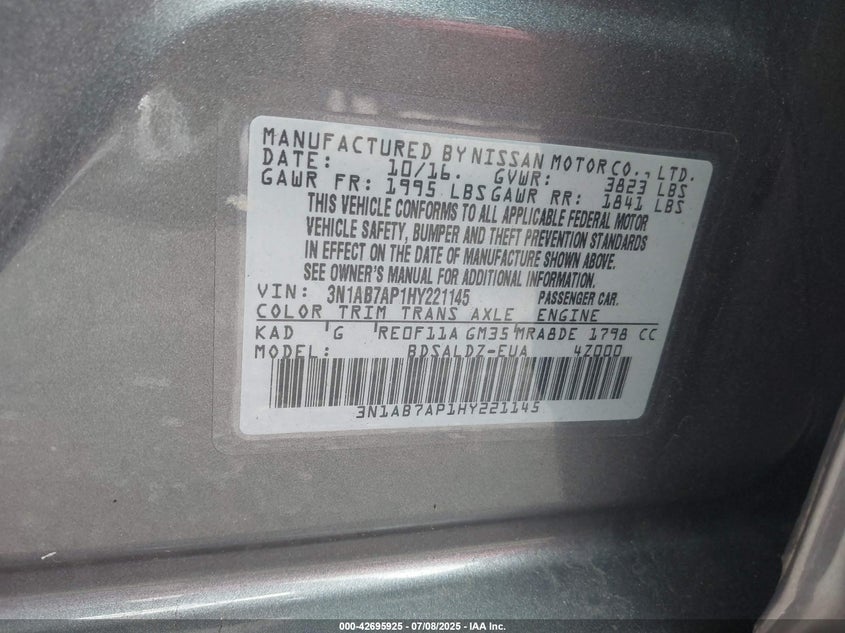 MANUFACTURED BY NISSAN MOTOR CO., LTD.
DATE: 10/16. GVWR: 3823 LBS
GAWR FR: 1995 LBS GAWR RR: 1841 LBS
THIS VEHICLE CONFORMS TO ALL APPLICABLE FEDERAL MOTOR
VEHICLE SAFETY, BUMPER AND THEFT PREVENTION STANDARDS
IN EFFECT ON THE DATE OF MANUFACTURE SHOWN ABOVE.
SEE OWNER'S MANUAL FOR ADDITIONAL INFORMATION.
VIN: 3N1AB7AP1HY221145 PASSENGER CAR.
COLOR TRIM TRANS AXLE ENGINE
KAD G RE0F11A GM35 MRA8DE 1798 CC
MODEL: BDSALDZ-EUA 4Z000
3N1AB7AP1HY221145
000-42695925 - 07/08/2025 - IAA Inc.